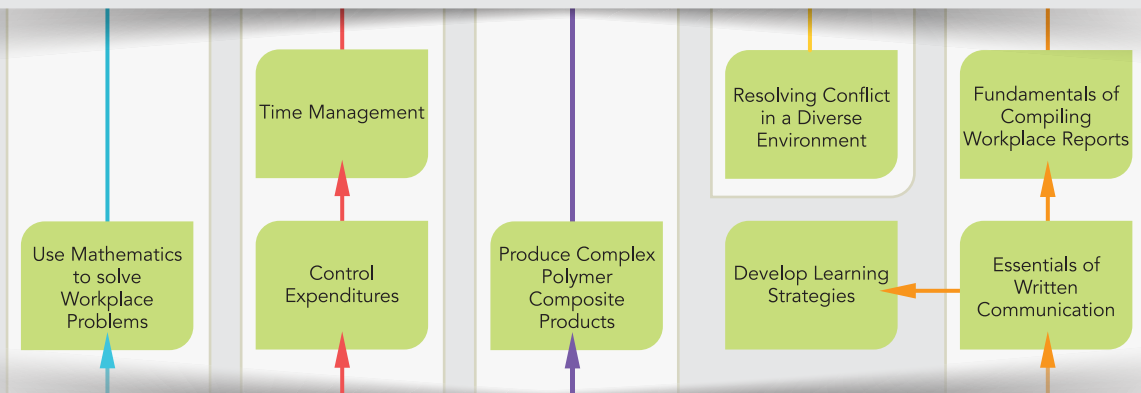 Time Management
Resolving Conflict
in a Diverse
Environment
Fundamentals of
Compiling
Workplace Reports
Use Mathematics
to solve
Workplace
Problems
Control
Expenditures
Produce Complex
Polymer
Composite
Products
Develop Learning
Strategies
Essentials of
Written
Communication